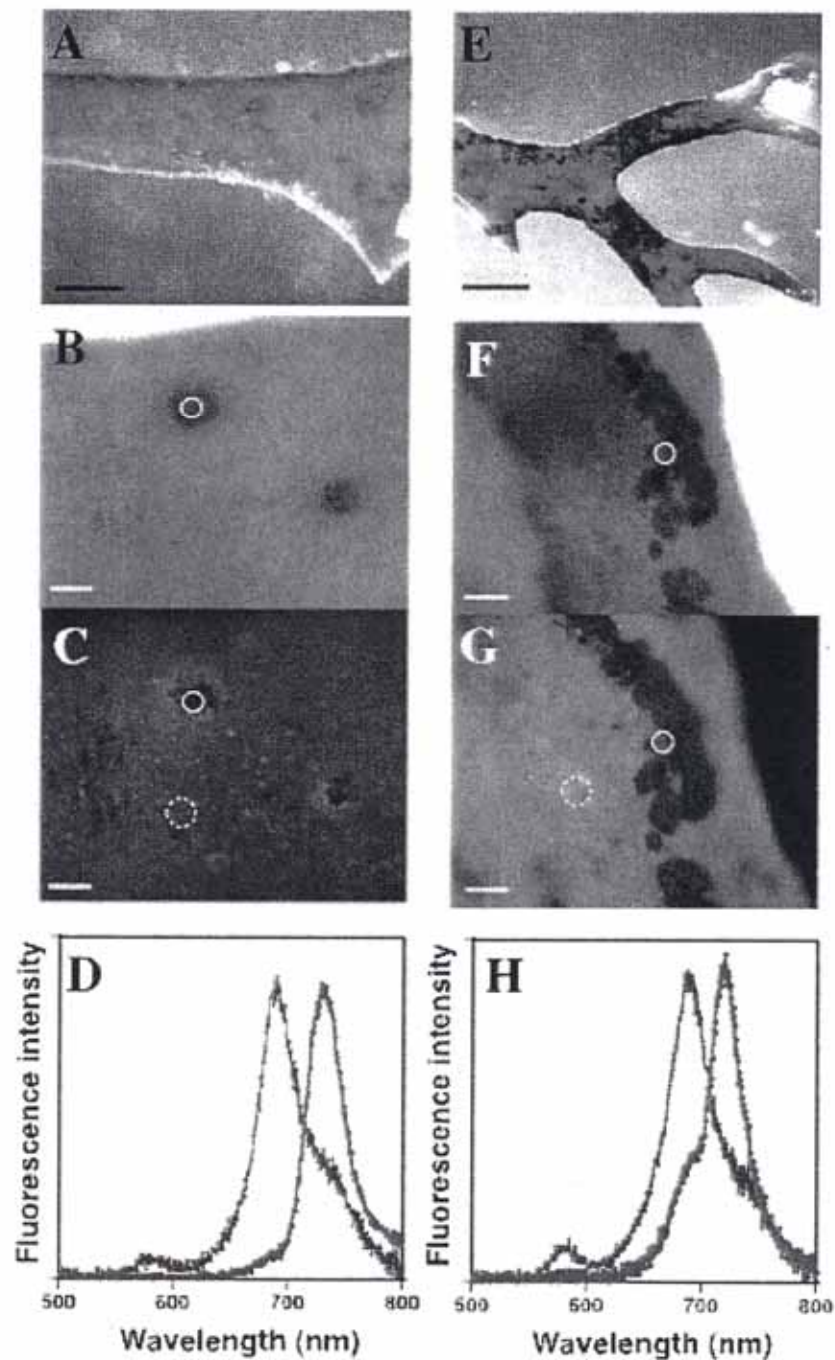 A
E
B
F
C
G
D
H
Fluorescence intensity
500
600
700
800
Wavelength (nm)
Fluorescence intensity
500
600
700
800
Wavelength (nm)